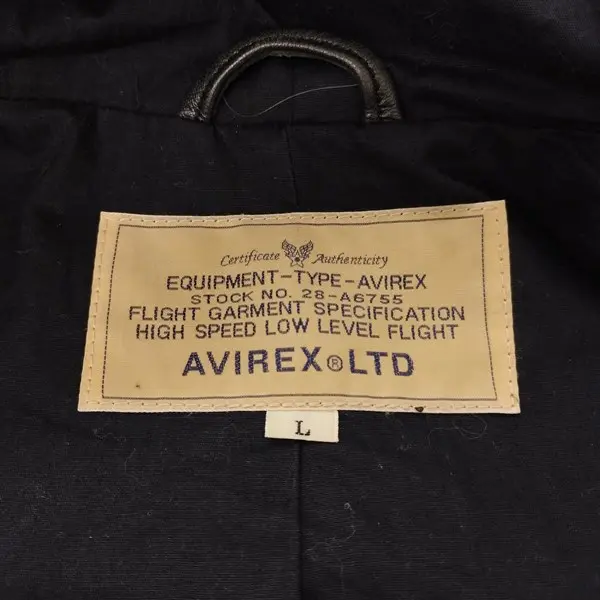 Certificate Authenticity
EQUIPMENT-TYPE-AVIREX
STOCK NO. 28-A6755
FLIGHT GARMENT SPECIFICATION
HIGH SPEED LOW LEVEL FLIGHT
AVIREX®LTD
L